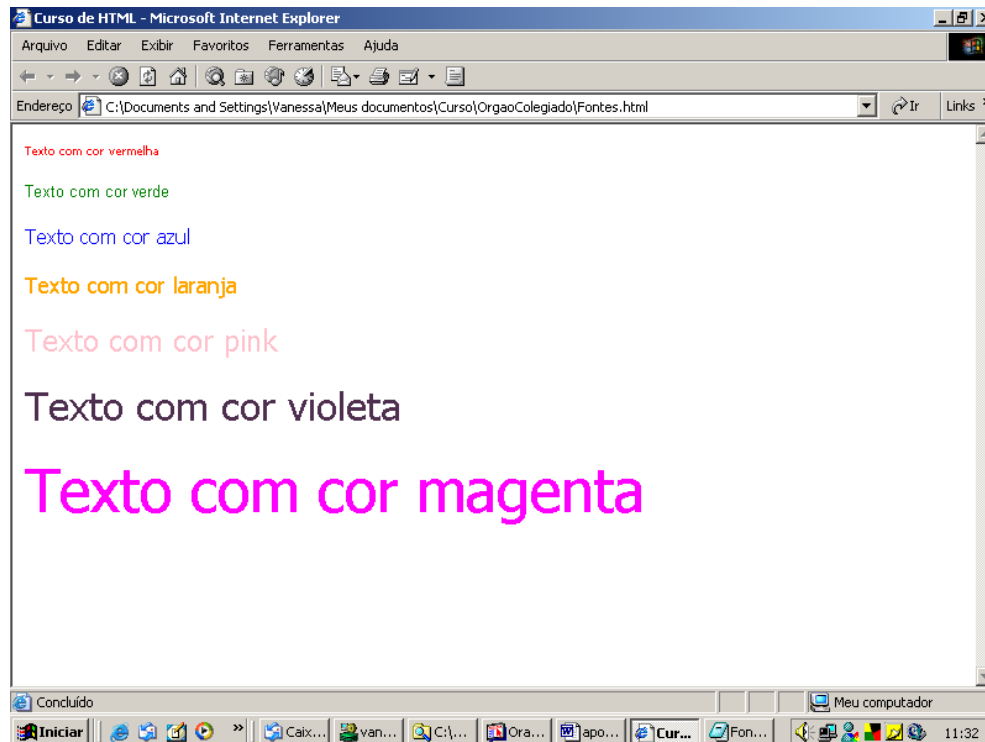 Curso de HTML - Microsoft Internet Explorer
Arquivo Editar Exibir Favoritos Ferramentas Ajuda
Endereço C:\Documents and Settings\Vanessa\Meus documentos\Curso\OrgaoColegiado\Fontes.html Ir Links
Texto com cor vermelha
Texto com cor verde
Texto com cor azul
Texto com cor laranja
Texto com cor pink
Texto com cor violeta
Texto com cor magenta
Concluído Meu computador
Iniciar » Caix... van... C:\... Ora... apo... Cur... Fon... 11:32